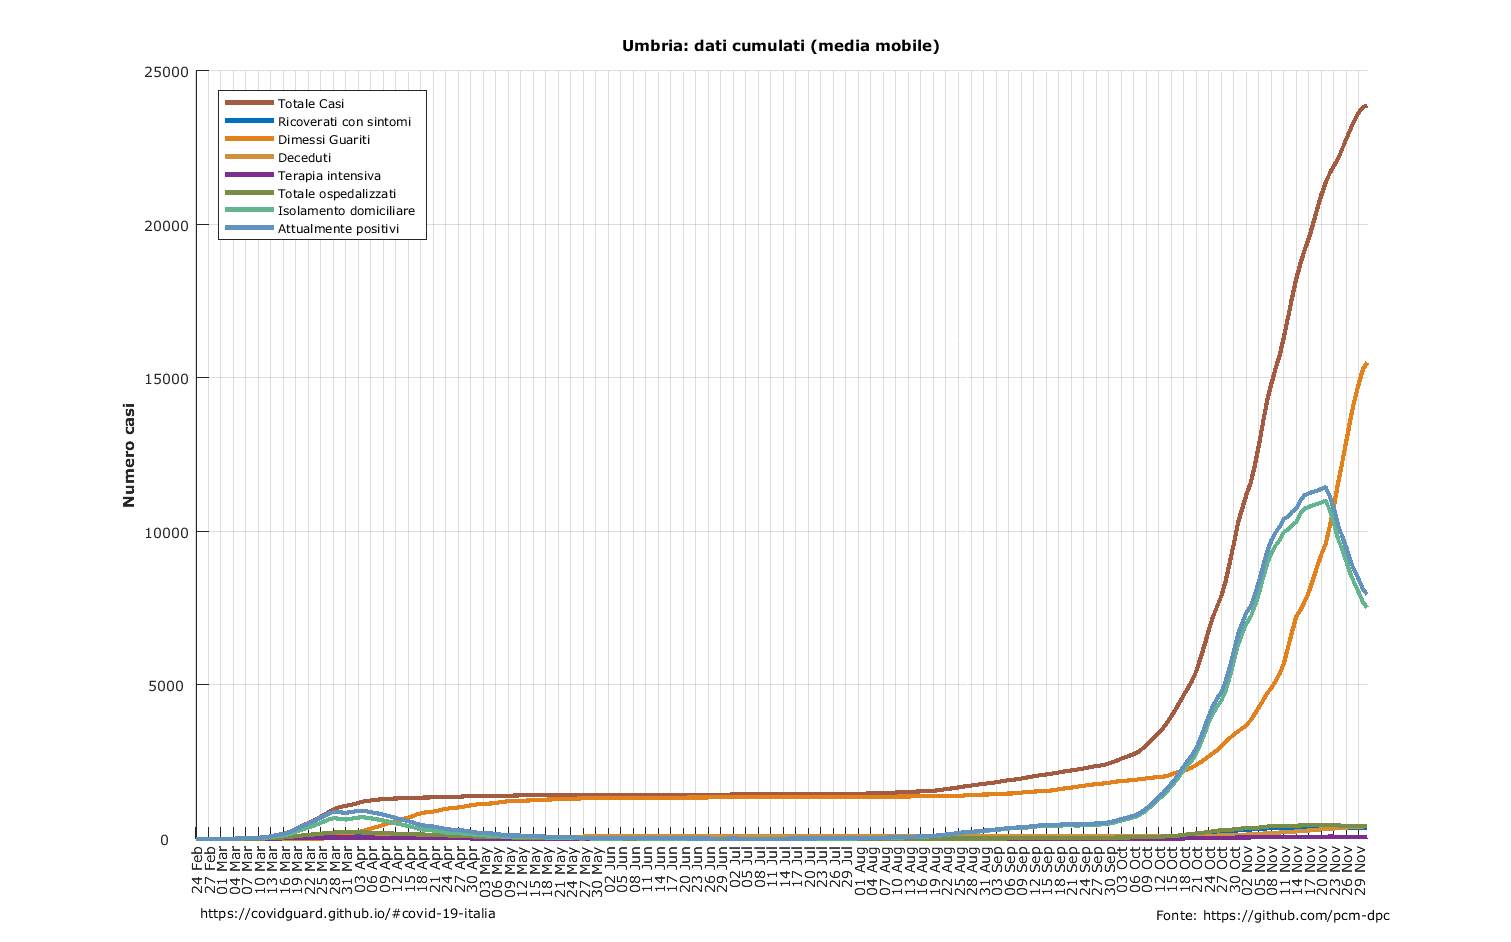 Umbria: dati cumulati (media mobile)
25000
20000
15000
10000
5000
0
Numero casi
Totale Casi
Ricoverati con sintomi
Dimessi Guariti
Deceduti
Terapia intensiva
Totale ospedalizzati
Isolamento domiciliare
Attualmente positivi
24 Feb
27 Feb
01 Mar
04 Mar
07 Mar
10 Mar
13 Mar
16 Mar
19 Mar
22 Mar
25 Mar
28 Mar
31 Mar
03 Apr
06 Apr
09 Apr
12 Apr
15 Apr
18 Apr
21 Apr
24 Apr
27 Apr
30 Apr
03 May
06 May
09 May
12 May
15 May
18 May
21 May
24 May
27 May
30 May
02 Jun
05 Jun
08 Jun
11 Jun
14 Jun
17 Jun
20 Jun
23 Jun
26 Jun
29 Jun
02 Jul
05 Jul
08 Jul
11 Jul
14 Jul
17 Jul
20 Jul
23 Jul
26 Jul
29 Jul
01 Aug
04 Aug
07 Aug
10 Aug
13 Aug
16 Aug
19 Aug
22 Aug
25 Aug
28 Aug
31 Aug
03 Sep
06 Sep
09 Sep
12 Sep
15 Sep
18 Sep
21 Sep
24 Sep
27 Sep
30 Sep
03 Oct
06 Oct
09 Oct
12 Oct
15 Oct
18 Oct
21 Oct
24 Oct
27 Oct
30 Oct
02 Nov
05 Nov
08 Nov
11 Nov
14 Nov
17 Nov
20 Nov
23 Nov
26 Nov
29 Nov
https://covidguard.github.io/#covid-19-italia
Fonte: https://github.com/pcm-dpc